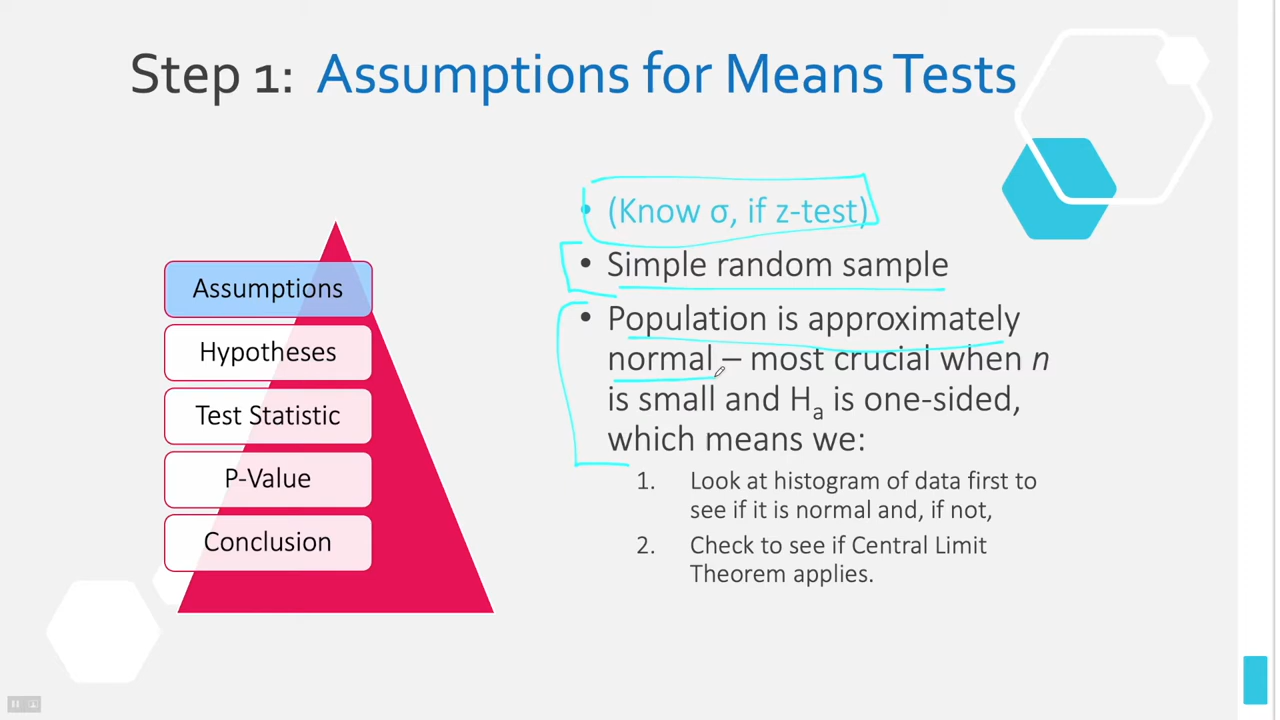 Step 1: Assumptions for Means Tests
Assumptions
Hypotheses
Test Statistic
P-Value
Conclusion
• (Know σ, if z-test)
• Simple random sample
• Population is approximately
normal – most crucial when n
is small and Hₐ is one-sided,
which means we:
1. Look at histogram of data first to
see if it is normal and, if not,
2. Check to see if Central Limit
Theorem applies.